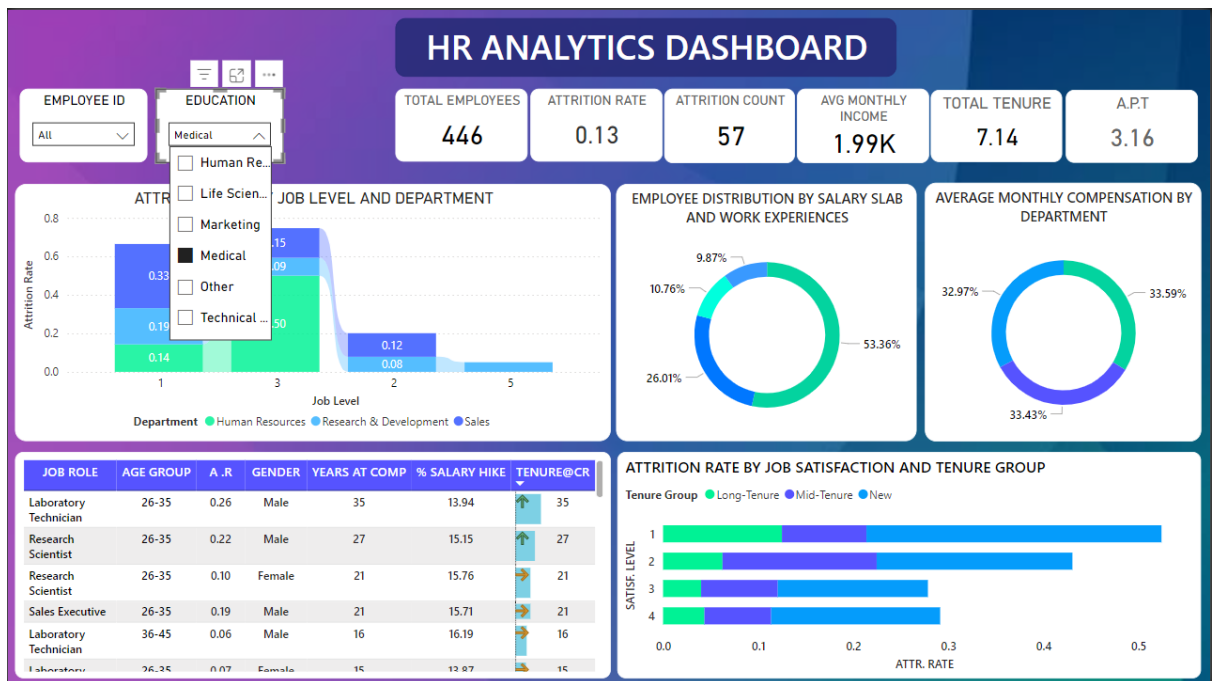 HR ANALYTICS DASHBOARD
EMPLOYEE ID
All
EDUCATION
Medical
Human Re...
Life Scien...
Marketing
Medical
Other
Technical ...
TOTAL EMPLOYEES
446
ATTRITION RATE
0.13
ATTRITION COUNT
57
AVG MONTHLY
INCOME
1.99K
TOTAL TENURE
7.14
A.P.T
3.16
JOB LEVEL AND DEPARTMENT
Attrition Rate
0.8
0.6
0.4
0.2
0.0
0.33
0.19
0.14
.15
.09
.50
0.12
0.08
1 3 2 5
Job Level
Department Human Resources Research & Development Sales
EMPLOYEE DISTRIBUTION BY SALARY SLAB
AND WORK EXPERIENCES
9.87%
10.76%
53.36%
26.01%
AVERAGE MONTHLY COMPENSATION BY
DEPARTMENT
32.97%
33.59%
33.43%
JOB ROLE AGE GROUP A .R GENDER YEARS AT COMP % SALARY HIKE TENURE@CR
Laboratory Technician 26-35 0.26 Male 35 13.94 35
Research Scientist 26-35 0.22 Male 27 15.15 27
Research Scientist 26-35 0.10 Female 21 15.76 21
Sales Executive 26-35 0.19 Male 21 15.71 21
Laboratory Technician 36-45 0.06 Male 16 16.19 16
Laboratory 26-35 0.07 Female 15 13.87 15
ATTRITION RATE BY JOB SATISFACTION AND TENURE GROUP
Tenure Group Long-Tenure Mid-Tenure New
SATISF. LEVEL
1
2
3
4
0.0 0.1 0.2 0.3 0.4 0.5
ATTR. RATE